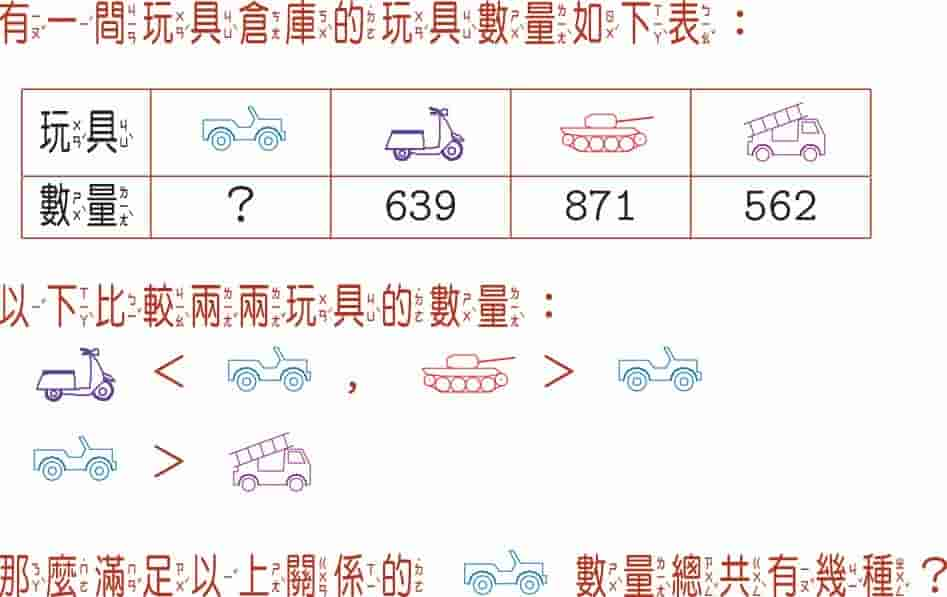 有一間玩具倉庫的玩具數量如下表：
玩具
數量 ? 639 871 562
以下比較兩兩玩具的數量：
< , >
>
那麼滿足以上關係的 數量總共有幾種？